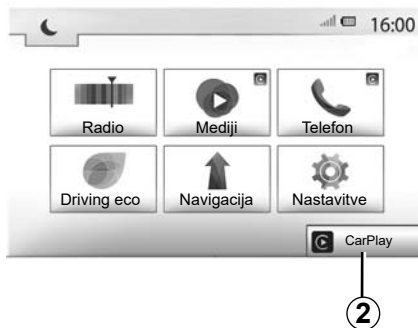 16:00
Radio
Mediji
Telefon
Driving eco
Navigacija
Nastavitve
CarPlay
2